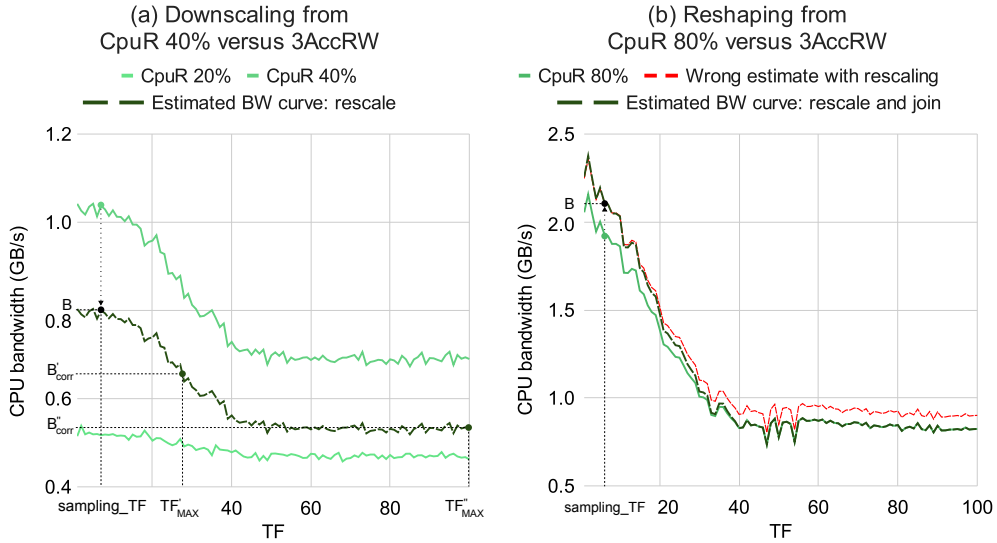 (a) Downscaling from
CpuR 40% versus 3AccRW
CpuR 20% CpuR 40%
Estimated BW curve: rescale
CPU bandwidth (GB/s)
1.2
1.0
B
0.8
B'corr
0.6
B''corr
0.4
sampling_TF TF'MAX 40 60 80 TF''MAX
TF
(b) Reshaping from
CpuR 80% versus 3AccRW
CpuR 80% Wrong estimate with rescaling
Estimated BW curve: rescale and join
CPU bandwidth (GB/s)
2.5
B
2.0
1.5
1.0
0.5
sampling_TF 20 40 60 80 100
TF